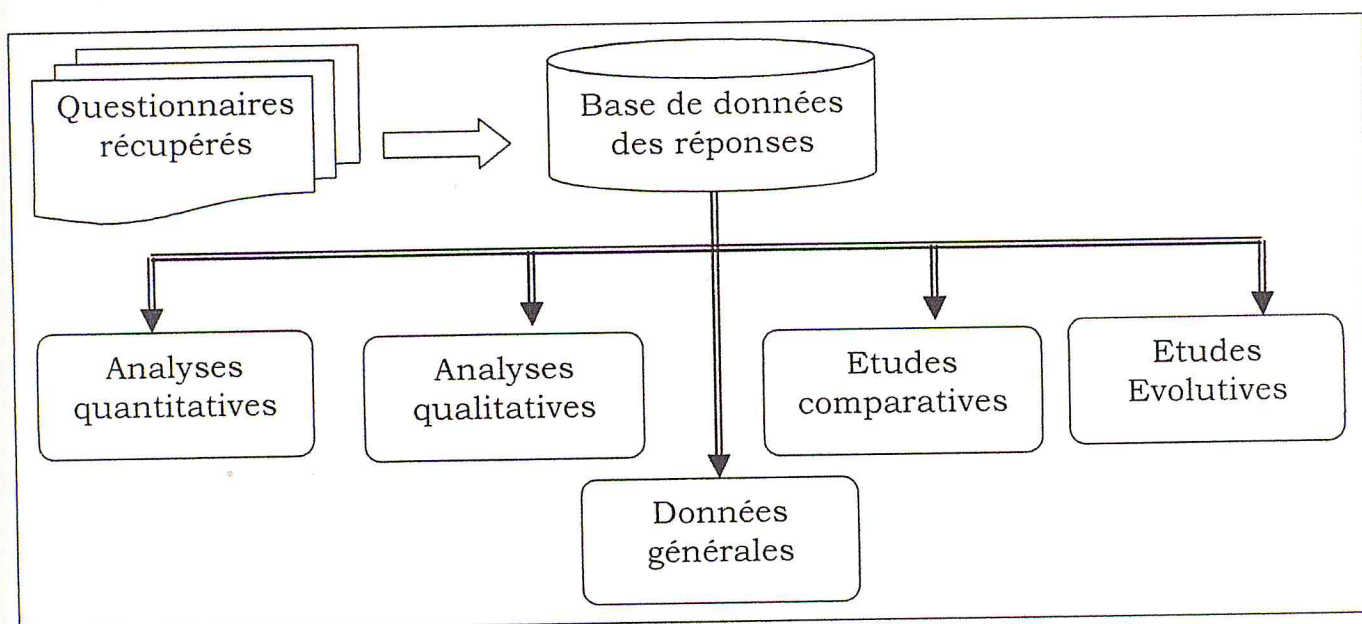 Questionnaires
récupérés
Base de données
des réponses
Analyses
quantitatives
Analyses
qualitatives
Etudes
comparatives
Etudes
Evolutives
Données
générales